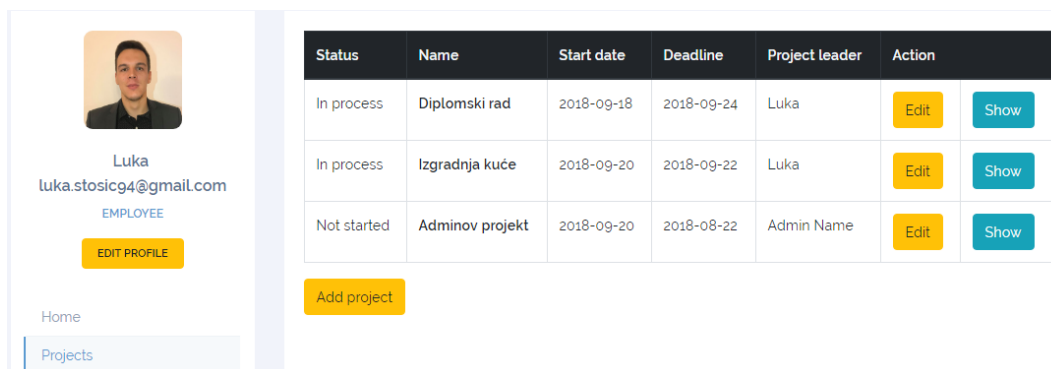 Luka
luka.stosic94@gmail.com
EMPLOYEE
EDIT PROFILE
Home
Projects
Status Name Start date Deadline Project leader Action
In process Diplomski rad 2018-09-18 2018-09-24 Luka Edit Show
In process Izgradnja kuće 2018-09-20 2018-09-22 Luka Edit Show
Not started Adminov projekt 2018-09-20 2018-08-22 Admin Name Edit Show
Add project